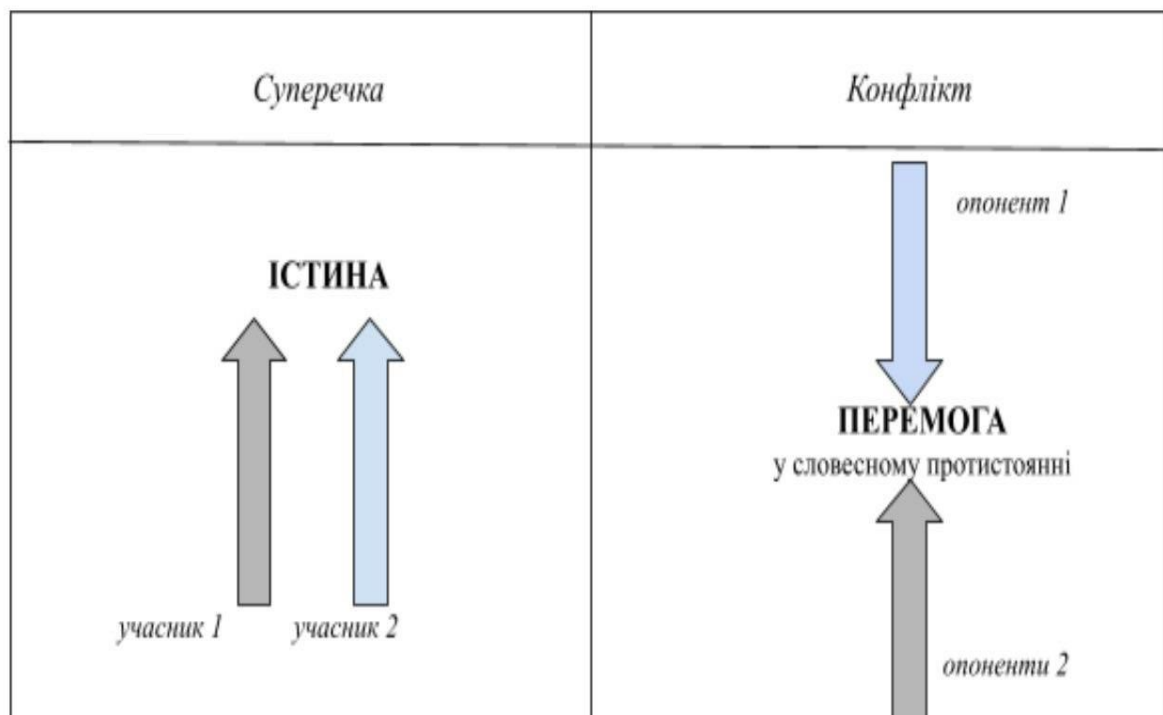 Суперечка
Конфлікт
ІСТИНА
учасник 1
учасник 2
опонент 1
ПЕРЕМОГА
у словесному протистоянні
опоненти 2